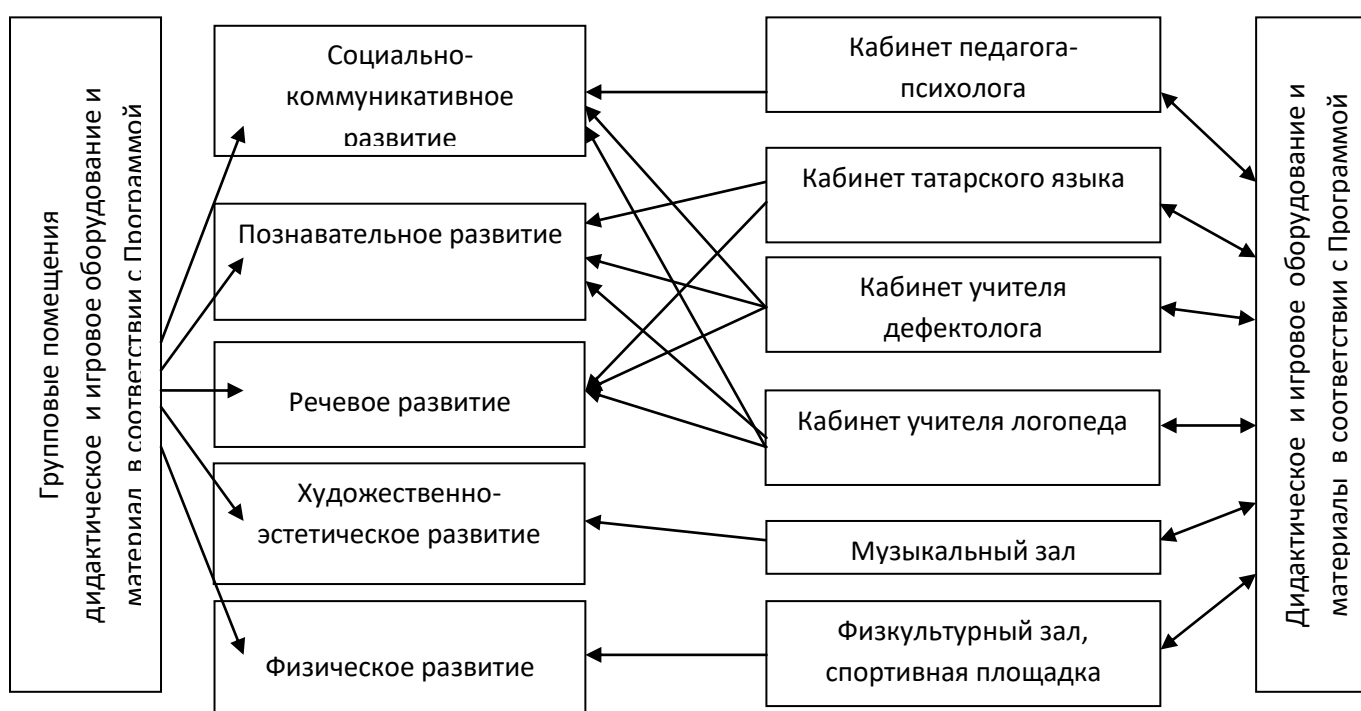 Групповые помещения
дидактическое и игровое оборудование и
материал в соответствии с Программой
Социально-
коммуникативное
развитие
Познавательное развитие
Речевое развитие
Художественно-
эстетическое развитие
Физическое развитие
Кабинет педагога-
психолога
Кабинет татарского языка
Кабинет учителя
дефектолога
Кабинет учителя логопеда
Музыкальный зал
Физкультурный зал,
спортивная площадка
Дидактическое и игровое оборудование и
материалы в соответствии с Программой